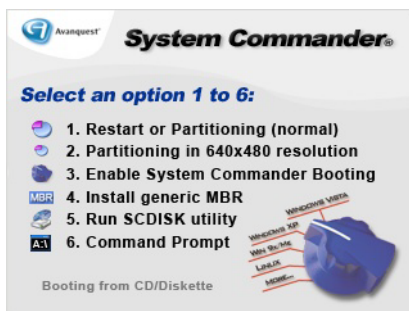 Avanquest®
System Commander®
Select an option 1 to 6:
1. Restart or Partitioning (normal)
2. Partitioning in 640x480 resolution
3. Enable System Commander Booting
MBR 4. Install generic MBR
5. Run SCDISK utility
A:\ 6. Command Prompt
WINDOWS VISTA
WINDOWS XP
WIN 9x/ME
LINUX
MORE...
Booting from CD/Diskette